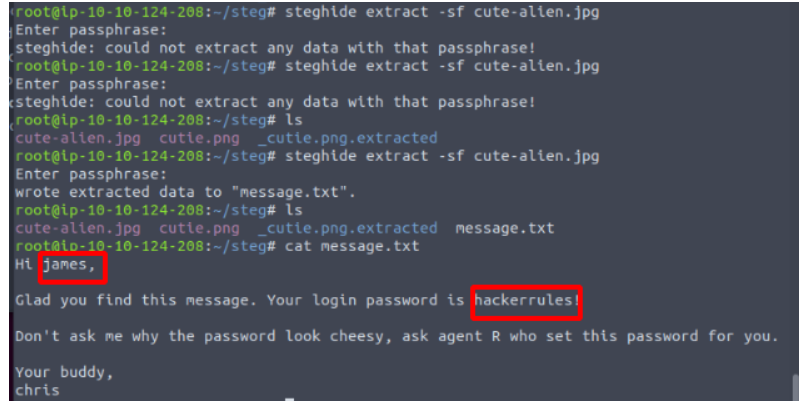 root@ip-10-10-124-208:~/steg# steghide extract -sf cute-alien.jpg
Enter passphrase:
steghide: could not extract any data with that passphrase!
root@ip-10-10-124-208:~/steg# steghide extract -sf cute-alien.jpg
Enter passphrase:
steghide: could not extract any data with that passphrase!
root@ip-10-10-124-208:~/steg# ls
cute-alien.jpg  cutie.png  _cutie.png.extracted
root@ip-10-10-124-208:~/steg# steghide extract -sf cute-alien.jpg
Enter passphrase:
wrote extracted data to "message.txt".
root@ip-10-10-124-208:~/steg# ls
cute-alien.jpg  cutie.png  _cutie.png.extracted  message.txt
root@ip-10-10-124-208:~/steg# cat message.txt
Hi james,
Glad you find this message. Your login password is hackerrules!
Don't ask me why the password look cheesy, ask agent R who set this password for you.
Your buddy,
chris